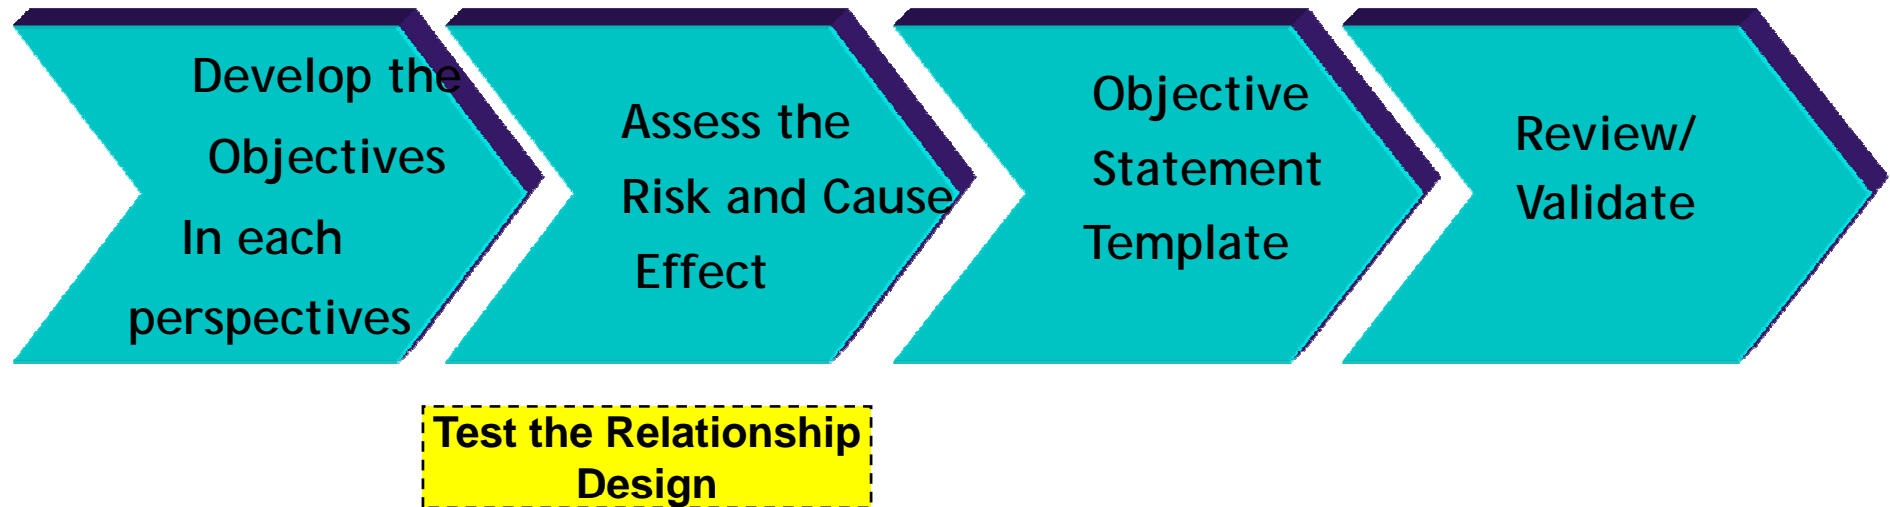 Develop the
Objectives
In each
perspectives
Assess the
Risk and Cause
Effect
Objective
Statement
Template
Review/
Validate
Test the Relationship
Design